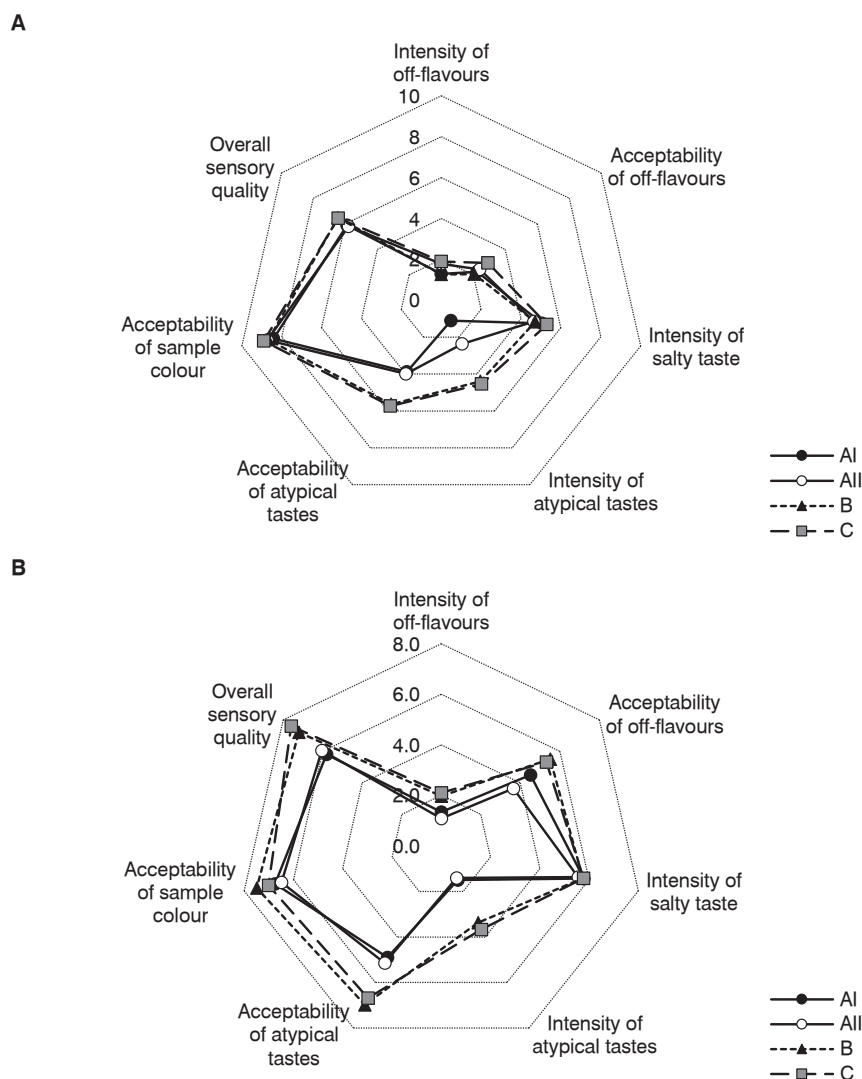 A
Intensity of
off-flavours
10
8
6
4
2
0
Overall
sensory
quality
Acceptability
of off-flavours
Acceptability
of sample
colour
Intensity of
salty taste
Acceptability
of atypical
tastes
Intensity of
atypical tastes
AI
AII
B
C
B
Intensity of
off-flavours
8.0
6.0
4.0
2.0
0.0
Overall
sensory
quality
Acceptability
of off-flavours
Acceptability
of sample
colour
Intensity of
salty taste
Acceptability
of atypical
tastes
Intensity of
atypical tastes
AI
AII
B
C